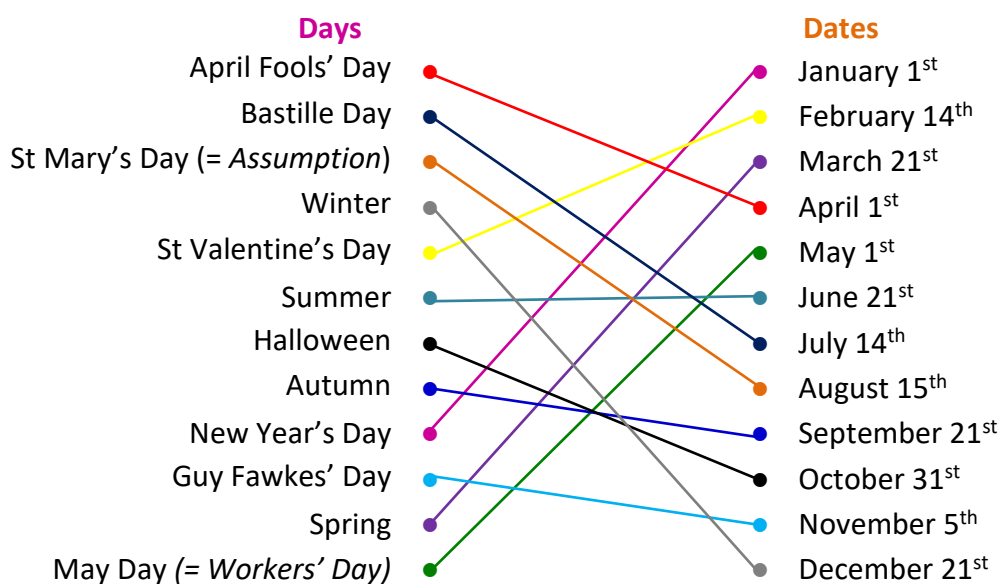 Days
April Fools’ Day
Bastille Day
St Mary’s Day (= Assumption)
Winter
St Valentine’s Day
Summer
Halloween
Autumn
New Year’s Day
Guy Fawkes’ Day
Spring
May Day (= Workers’ Day)
Dates
January 1st
February 14th
March 21st
April 1st
May 1st
June 21st
July 14th
August 15th
September 21st
October 31st
November 5th
December 21st